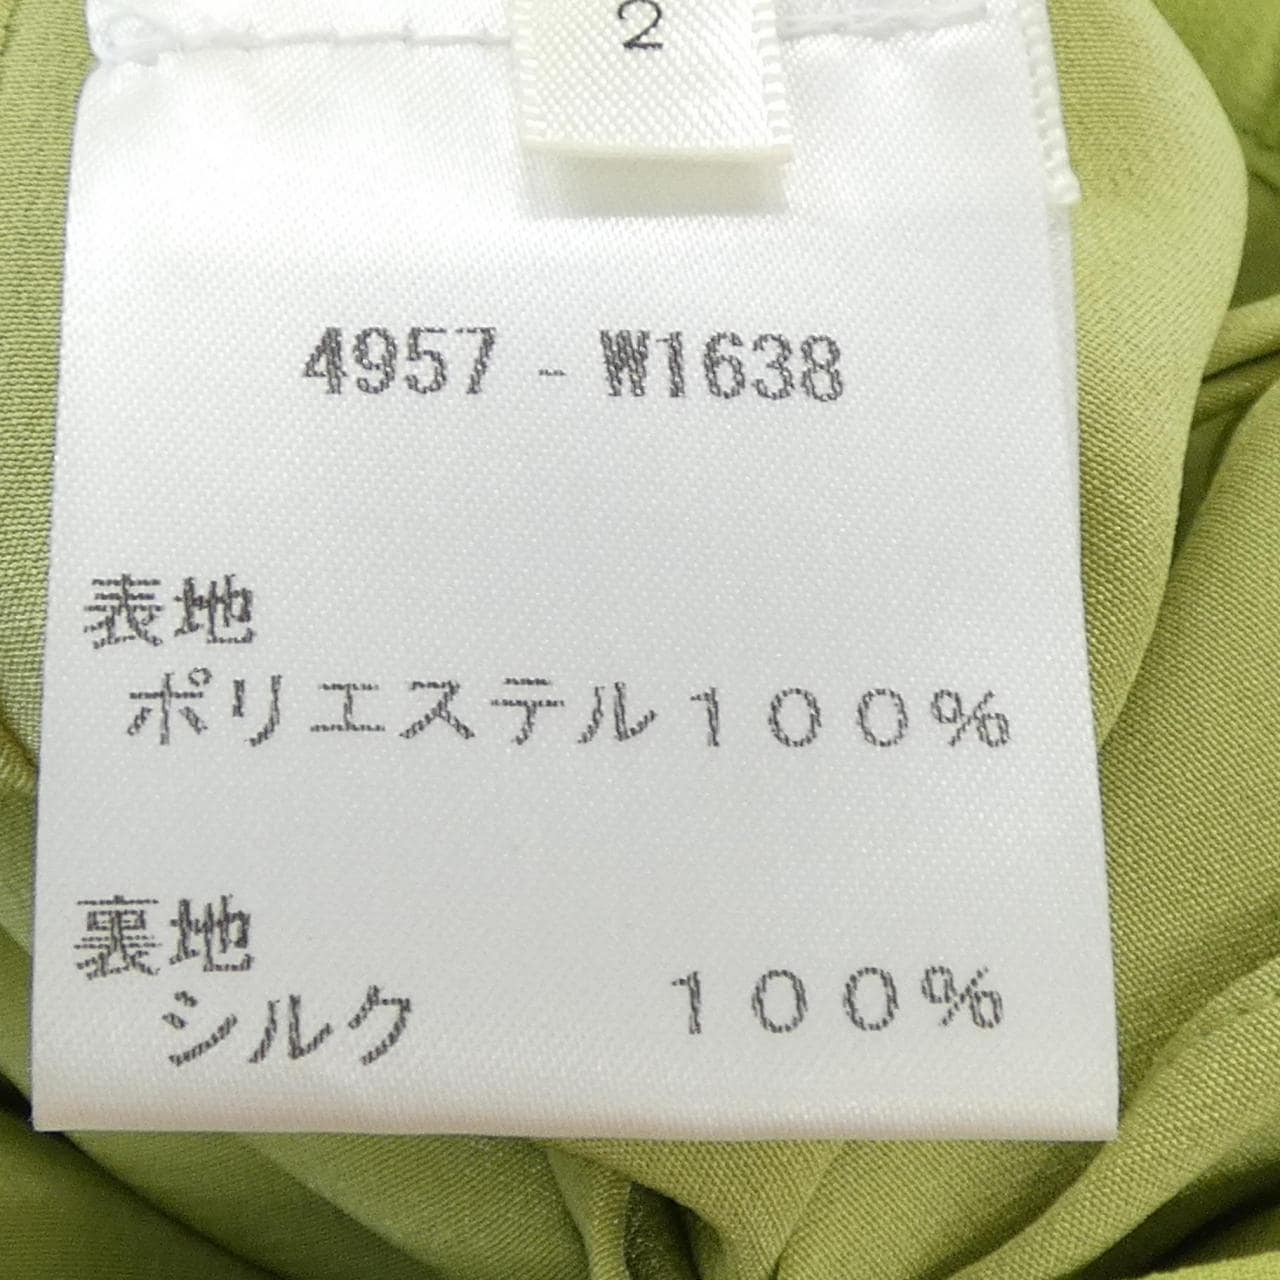 2
4957 - W1638
表地
ポリエステル100%
裏地
シルク 100%